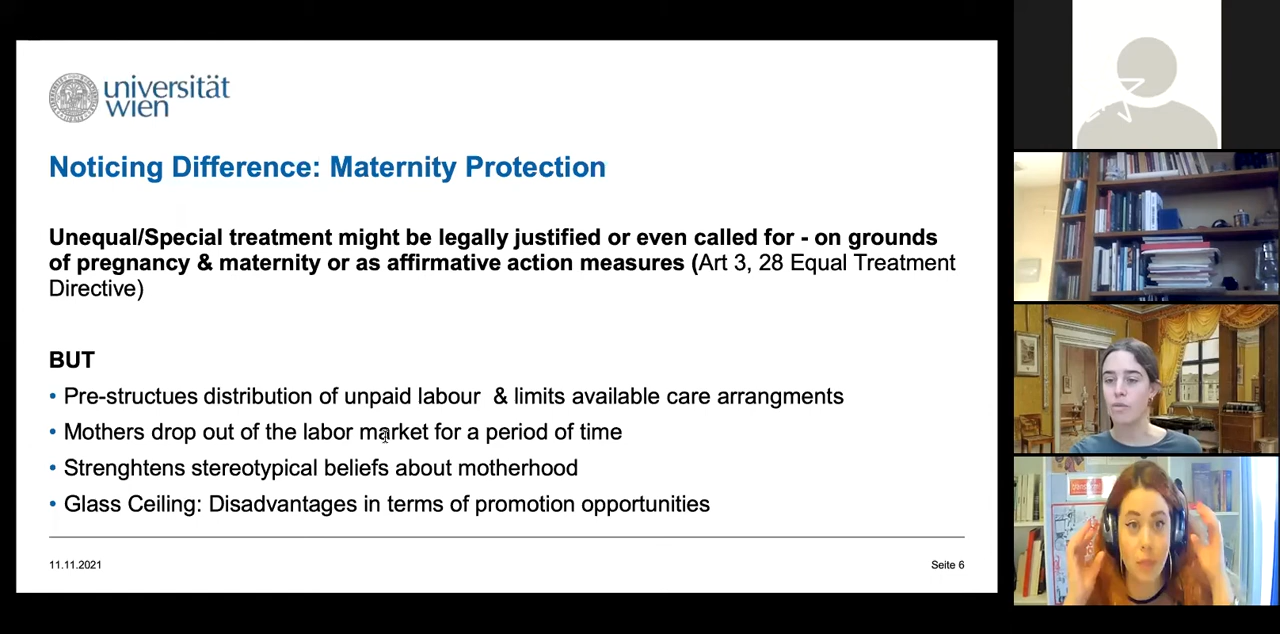 universität
wien
Noticing Difference: Maternity Protection
Unequal/Special treatment might be legally justified or even called for - on grounds
of pregnancy & maternity or as affirmative action measures (Art 3, 28 Equal Treatment
Directive)
BUT
• Pre-structues distribution of unpaid labour & limits available care arrangments
• Mothers drop out of the labor market for a period of time
• Strenghtens stereotypical beliefs about motherhood
• Glass Ceiling: Disadvantages in terms of promotion opportunities
11.11.2021
Seite 6